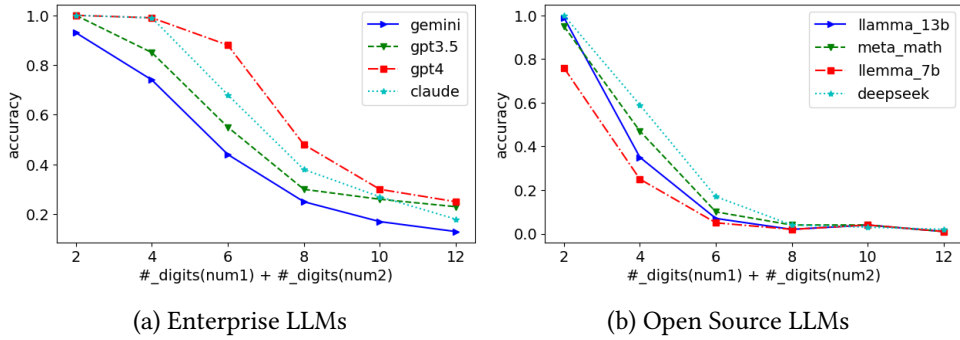 1.0
0.8
0.6
0.4
0.2
accuracy
2 4 6 8 10 12
#_digits(num1) + #_digits(num2)
gemini
gpt3.5
gpt4
claude
(a) Enterprise LLMs
1.0
0.8
0.6
0.4
0.2
0.0
accuracy
2 4 6 8 10 12
#_digits(num1) + #_digits(num2)
llamma_13b
meta_math
llemma_7b
deepseek
(b) Open Source LLMs